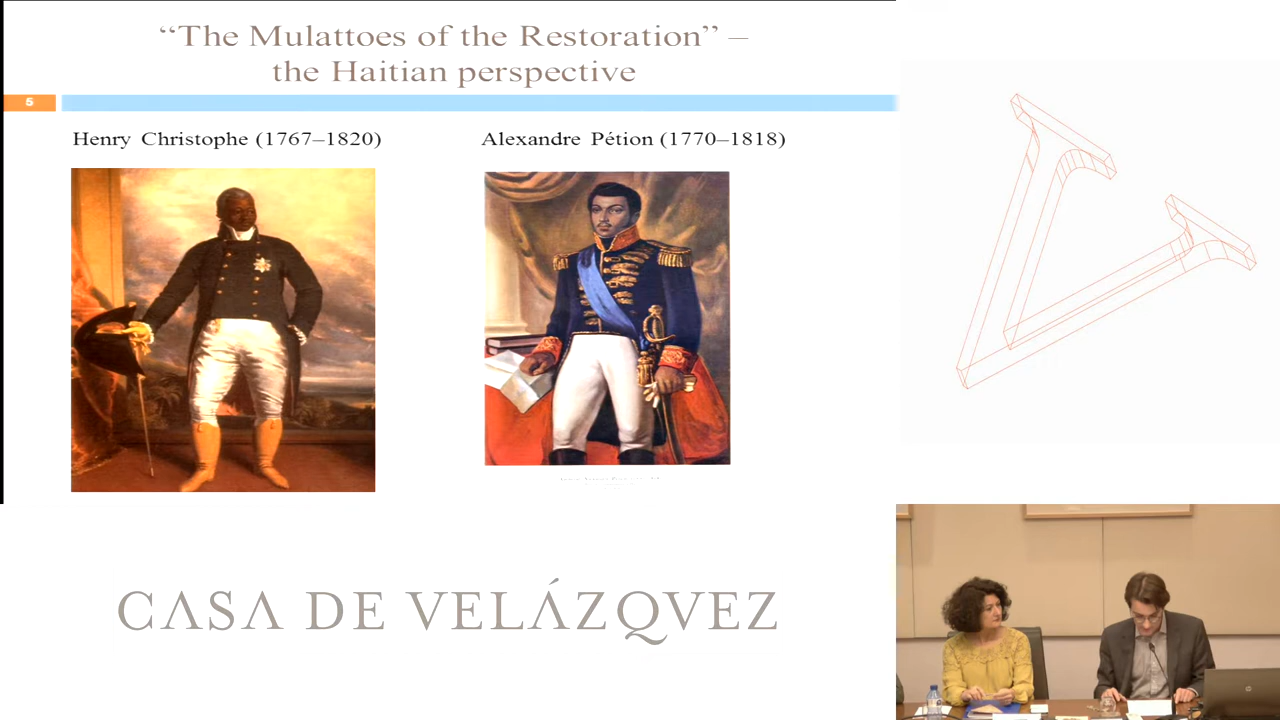 “The Mulattoes of the Restoration” –
the Haitian perspective
5
Henry Christophe (1767–1820)
Alexandre Pétion (1770–1818)
CASA DE VELÁZQVEZ